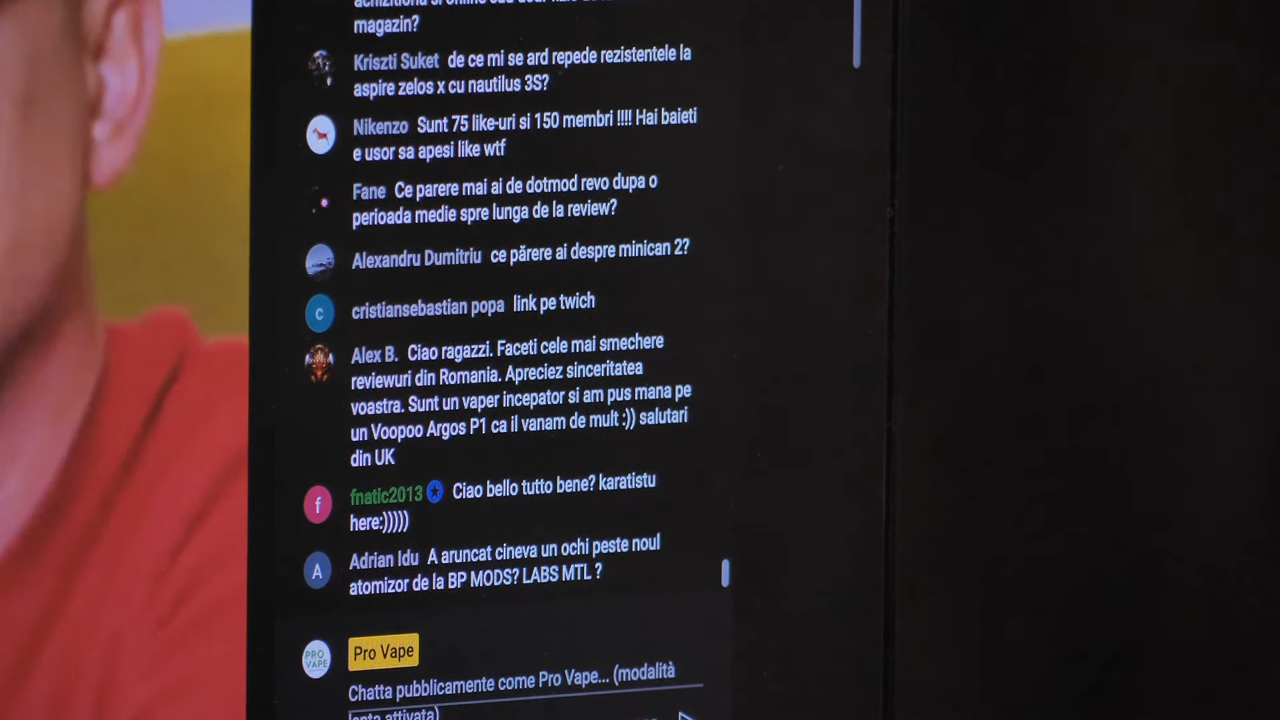 magazin?
Kriszti Suket de ce mi se ard repede rezistentele la
aspire zelos x cu nautilus 3S?
Nikenzo Sunt 75 like-uri si 150 membri !!!! Hai baieti
e usor sa apesi like wtf
Fane Ce parere mai ai de dotmod revo dupa o
perioada medie spre lunga de la review?
Alexandru Dumitriu ce părere ai despre minican 2?
c
cristiansebastian popa link pe twich
Alex B. Ciao ragazzi. Faceti cele mai smechere
reviewuri din Romania. Apreciez sinceritatea
voastra. Sunt un vaper incepator si am pus mana pe
un Voopoo Argos P1 ca il vanam de mult :)) salutari
din UK
f
fnatic2013 Ciao bello tutto bene? karatistu
here:)))))
A
Adrian Idu A aruncat cineva un ochi peste noul
atomizor de la BP MODS? LABS MTL ?
PRO
VAPE
Pro Vape
Chatta pubblicamente come Pro Vape... (modalità
lenta attivata)